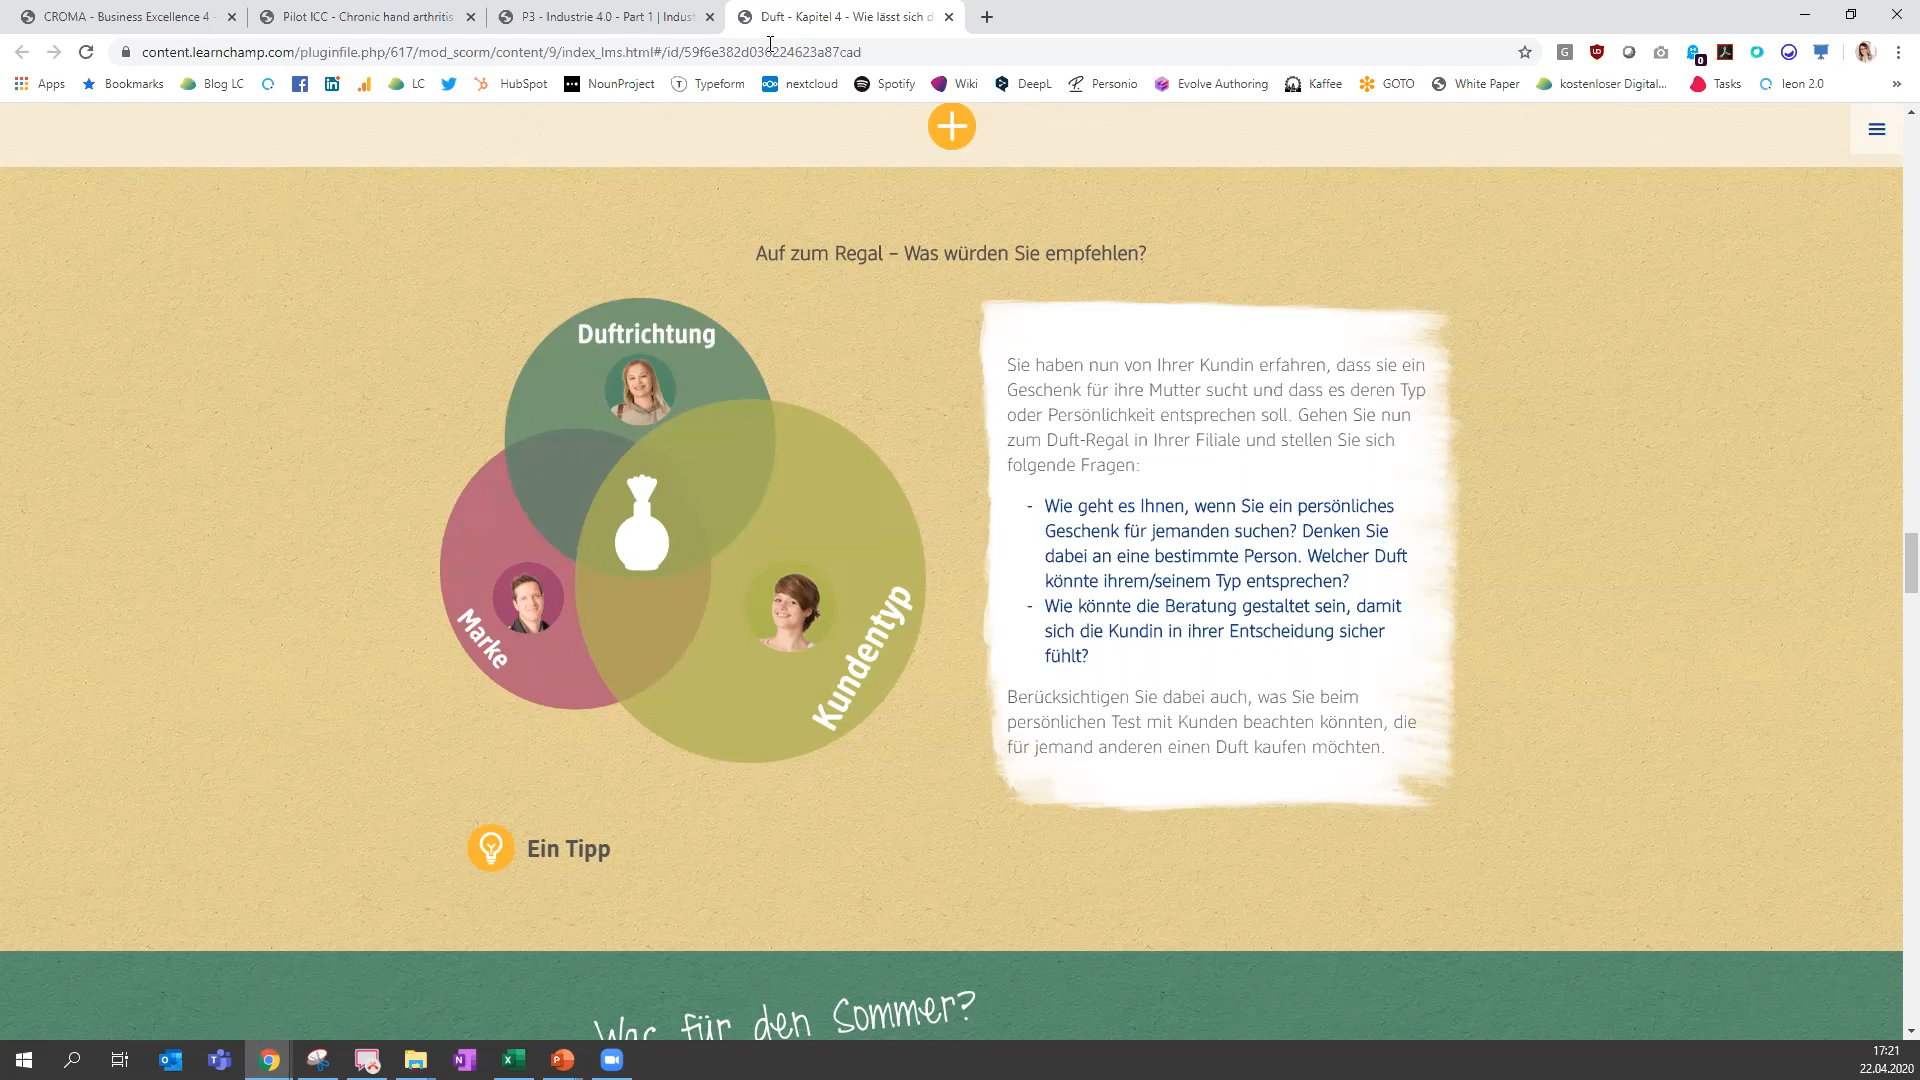 CROMA - Business Excellence 4 -
Pilot ICC - Chronic hand arthritis
P3 - Industrie 4.0 - Part 1 | Indust
Duft - Kapitel 4 - Wie lässt sich d
content.learnchamp.com/pluginfile.php/617/mod_scorm/content/9/index_lms.html#/id/59f6e382d036224623a87cad
Apps
Bookmarks
Blog LC
LC
HubSpot
NounProject
Typeform
nextcloud
Spotify
Wiki
DeepL
Personio
Evolve Authoring
Kaffee
GOTO
White Paper
kostenloser Digital...
Tasks
leon 2.0
»
Auf zum Regal – Was würden Sie empfehlen?
Duftrichtung
Marke
Kundentyp
Sie haben nun von Ihrer Kundin erfahren, dass sie ein
Geschenk für ihre Mutter sucht und dass es deren Typ
oder Persönlichkeit entsprechen soll. Gehen Sie nun
zum Duft-Regal in Ihrer Filiale und stellen Sie sich
folgende Fragen:
- Wie geht es Ihnen, wenn Sie ein persönliches
Geschenk für jemanden suchen? Denken Sie
dabei an eine bestimmte Person. Welcher Duft
könnte ihrem/seinem Typ entsprechen?
- Wie könnte die Beratung gestaltet sein, damit
sich die Kundin in ihrer Entscheidung sicher
fühlt?
Berücksichtigen Sie dabei auch, was Sie beim
persönlichen Test mit Kunden beachten könnten, die
für jemand anderen einen Duft kaufen möchten.
Ein Tipp
Was für den Sommer?
17:21
22.04.2020